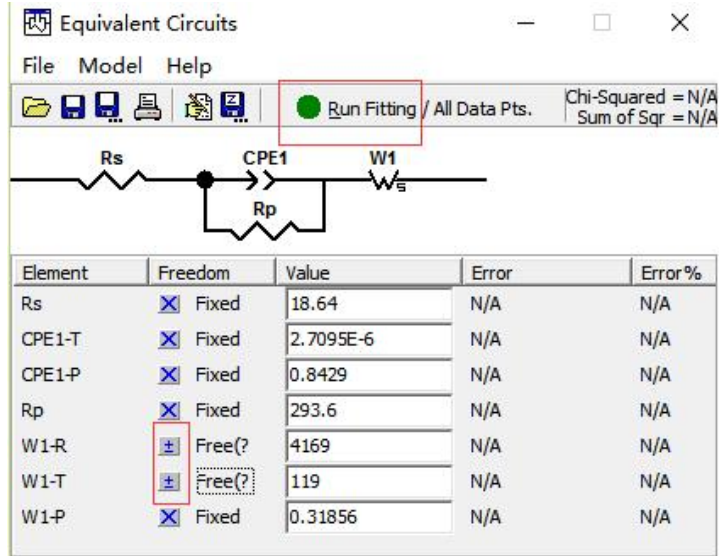 Equivalent Circuits
File Model Help
Run Fitting / All Data Pts.
Chi-Squared = N/A
Sum of Sqr = N/A
Rs CPE1 W1
s
Rp
Element Freedom Value Error Error%
Rs Fixed 18.64 N/A N/A
CPE1-T Fixed 2.7095E-6 N/A N/A
CPE1-P Fixed 0.8429 N/A N/A
Rp Fixed 293.6 N/A N/A
W1-R ± Free(? 4169 N/A N/A
W1-T ± Free(? 119 N/A N/A
W1-P Fixed 0.31856 N/A N/A